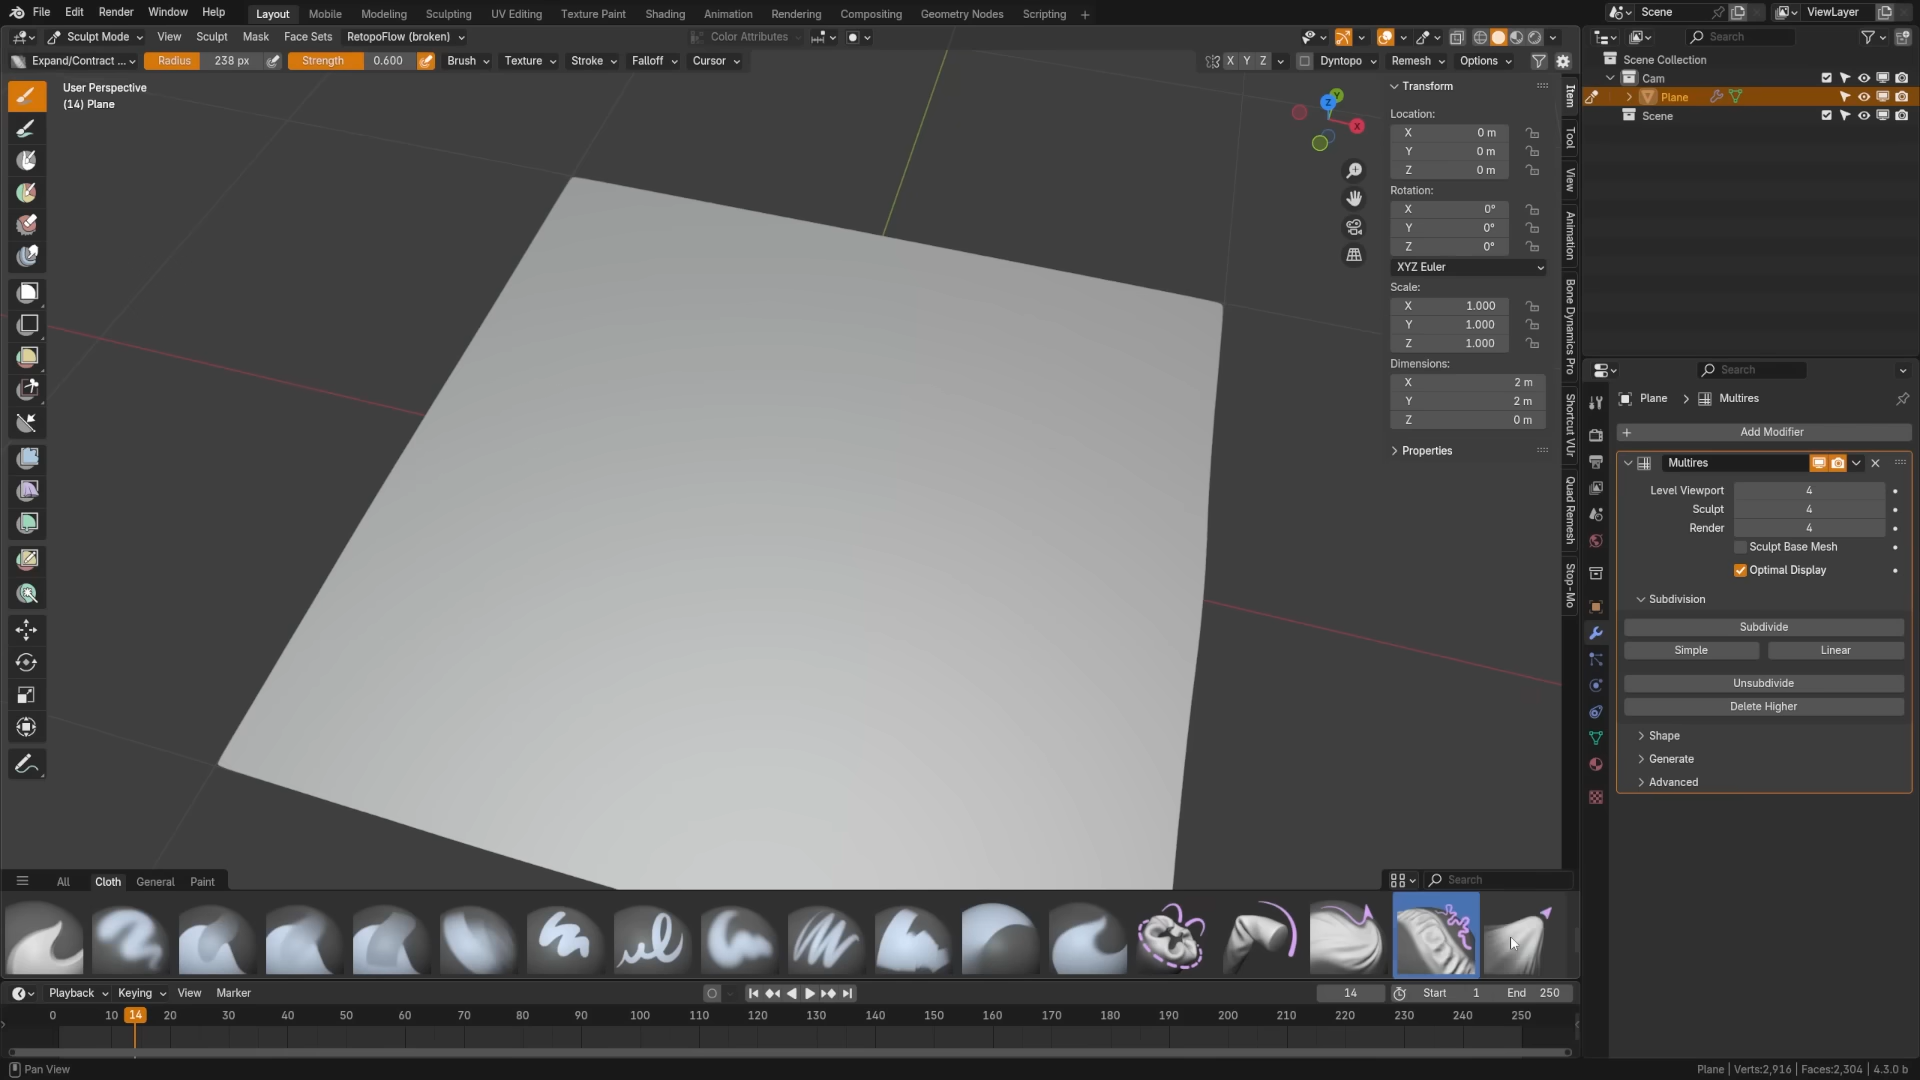 File Edit Render Window Help Layout Mobile Modeling Sculpting UV Editing Texture Paint Shading Animation Rendering Compositing Geometry Nodes Scripting + Scene ViewLayer
Sculpt Mode View Sculpt Mask Face Sets RetopoFlow (broken) Color Attributes Search
Expand/Contract ... Radius 238 px Strength 0.600 Brush Texture Stroke Falloff Cursor X Y Z Dyntopo Remesh Options
User Perspective
(14) Plane
Z
Y
X
Transform
Location:
X 0 m
Y 0 m
Z 0 m
Rotation:
X 0°
Y 0°
Z 0°
XYZ Euler
Scale:
X 1.000
Y 1.000
Z 1.000
Dimensions:
X 2 m
Y 2 m
Z 0 m
Properties
Item
Tool
View
Animation
Bone Dynamics Pro
Shortcut VUr
Quad Remesh
Stop-Mo
Scene Collection
Cam
Plane
Scene
Search
Plane > Multires
Add Modifier
Multires
Level Viewport 4
Sculpt 4
Render 4
Sculpt Base Mesh
Optimal Display
Subdivision
Subdivide
Simple Linear
Unsubdivide
Delete Higher
Shape
Generate
Advanced
All Cloth General Paint Search
Playback Keying View Marker 14 Start 1 End 250
0 10 14 20 30 40 50 60 70 80 90 100 110 120 130 140 150 160 170 180 190 200 210 220 230 240 250
Pan View Plane | Verts:2,916 | Faces:2,304 | 4.3.0 b